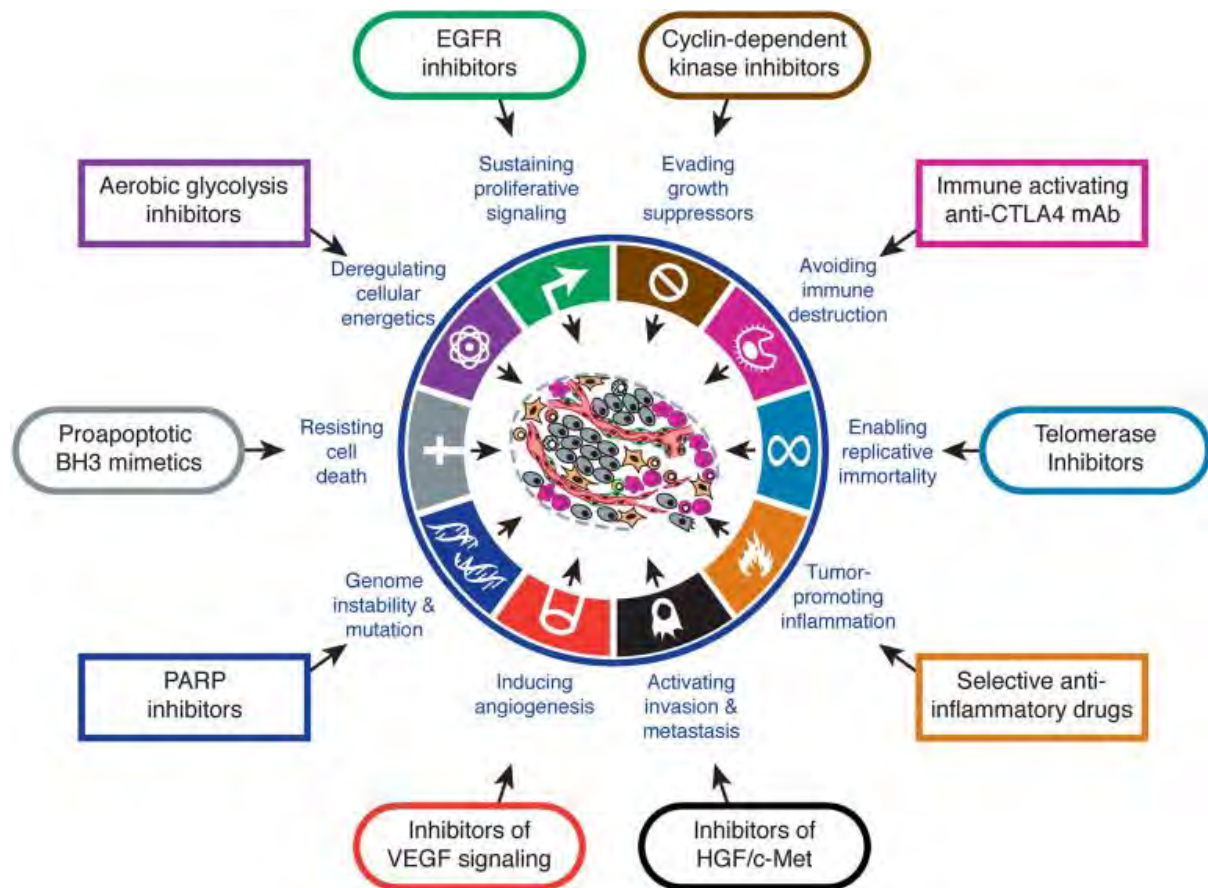 EGFR
inhibitors
Cyclin-dependent
kinase inhibitors
Sustaining
proliferative
signaling
Evading
growth
suppressors
Aerobic glycolysis
inhibitors
Immune activating
anti-CTLA4 mAb
Deregulating
cellular
energetics
Avoiding
immune
destruction
Proapoptotic
BH3 mimetics
Resisting
cell
death
Enabling
replicative
immortality
Telomerase
Inhibitors
Genome
instability &
mutation
Tumor-
promoting
inflammation
PARP
inhibitors
Inducing
angiogenesis
Activating
invasion &
metastasis
Selective anti-
inflammatory drugs
Inhibitors of
VEGF signaling
Inhibitors of
HGF/c-Met